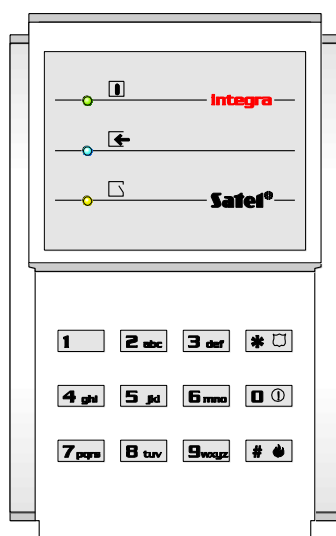 Integra
Satel®
1 2 abc 3 def *
4 ghi 5 jkl 6 mno 0
7 pqrs 8 tuv 9 wxyz #